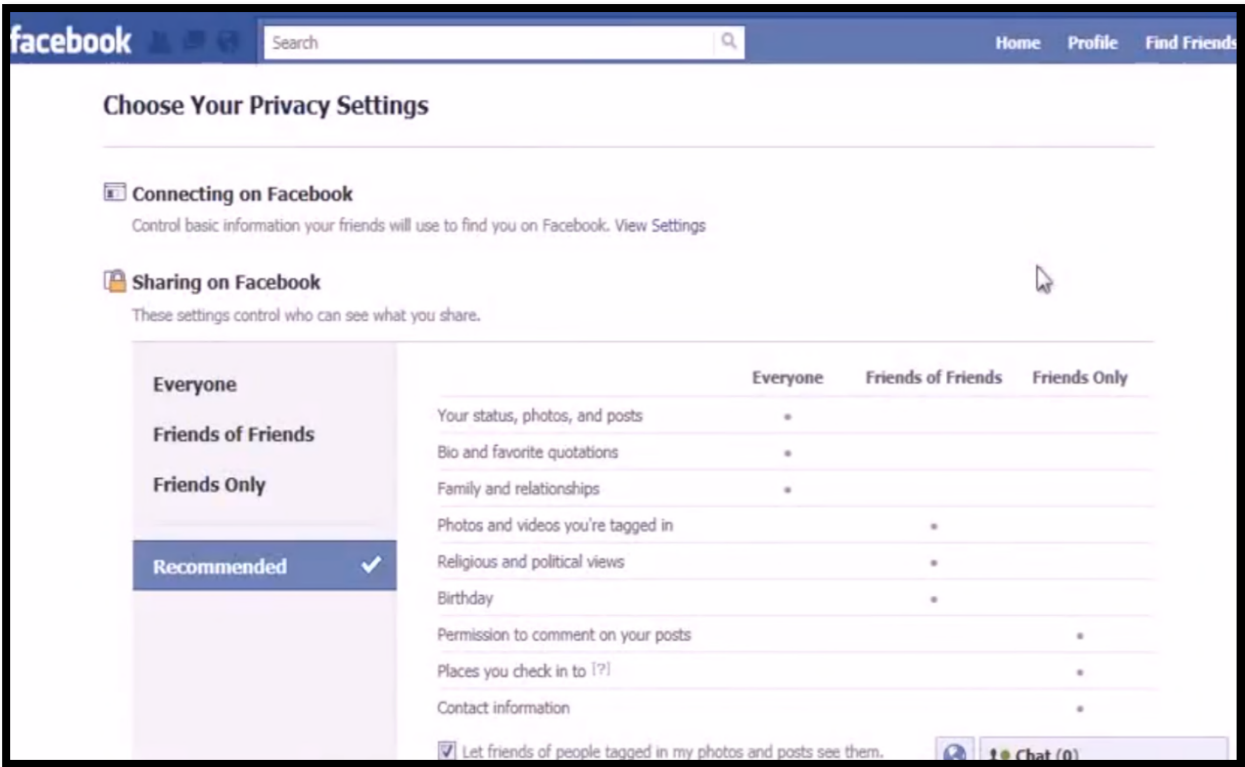 facebook Search Home Profile Find Friends
Choose Your Privacy Settings
Connecting on Facebook
Control basic information your friends will use to find you on Facebook. View Settings
Sharing on Facebook
These settings control who can see what you share.
Everyone
Friends of Friends
Friends Only
Recommended
Everyone Friends of Friends Friends Only
Your status, photos, and posts
Bio and favorite quotations
Family and relationships
Photos and videos you're tagged in
Religious and political views
Birthday
Permission to comment on your posts
Places you check in to [?]
Contact information
Let friends of people tagged in my photos and posts see them.
Chat (0)